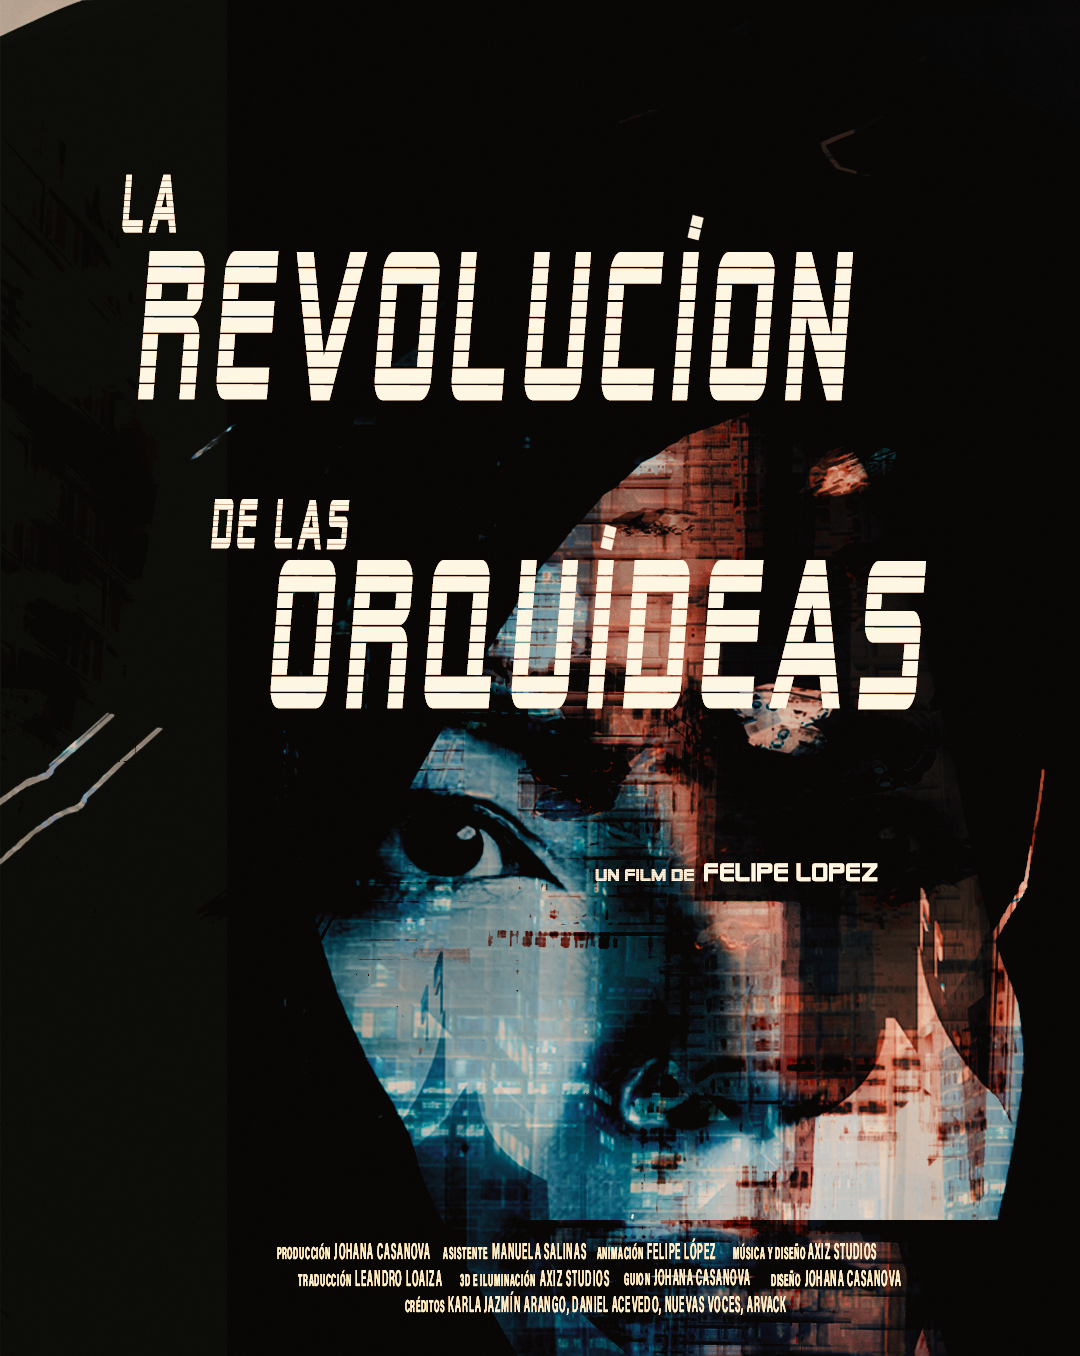 LA
REVOLUCİON
DE LAS
ORQUÍDEAS
UN FILM DE FELIPE LOPEZ
PRODUCCIÓN JOHANA CASANOVA ASISTENTE MANUELA SALINAS ANIMACIÓN FELIPE LÓPEZ MÚSICA Y DISEÑO AXIZ STUDIOS
TRADUCCIÓN LEANDRO LOAIZA 3D E ILUMINACIÓN AXIZ STUDIOS GUION JOHANA CASANOVA DISEÑO JOHANA CASANOVA
CRÉDITOS KARLA JAZMÍN ARANGO, DANIEL ACEVEDO, NUEVAS VOCES, ARVACK